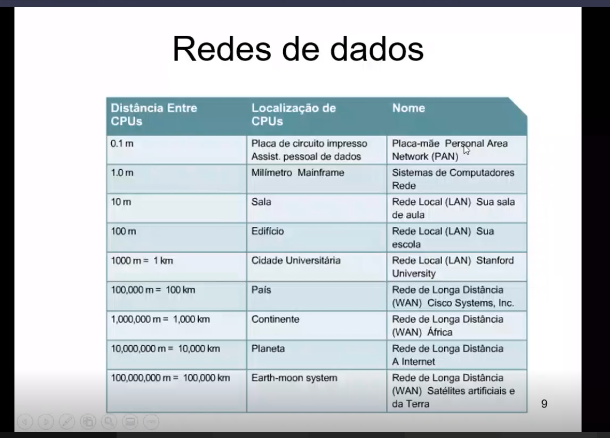 Redes de dados
Distância Entre
CPUs
Localização de
CPUs
Nome
0.1 m
Placa de circuito impresso
Assist. pessoal de dados
Placa-mãe Personal Area
Network (PAN)
1.0 m
Milímetro Mainframe
Sistemas de Computadores
Rede
10 m
Sala
Rede Local (LAN) Sua sala
de aula
100 m
Edifício
Rede Local (LAN) Sua
escola
1000 m = 1 km
Cidade Universitária
Rede Local (LAN) Stanford
University
100,000 m = 100 km
País
Rede de Longa Distância
(WAN) Cisco Systems, Inc.
1,000,000 m = 1,000 km
Continente
Rede de Longa Distância
(WAN) África
10,000,000 m = 10,000 km
Planeta
Rede de Longa Distância
A Internet
100,000,000 m = 100,000 km
Earth-moon system
Rede de Longa Distância
(WAN) Satélites artificiais e
da Terra
9